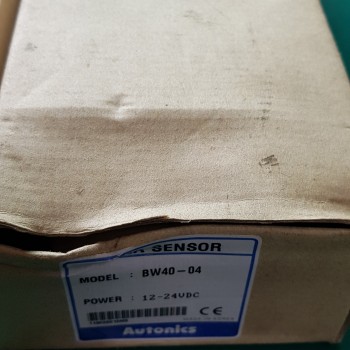 SENSOR
MODEL : BW40-04
POWER : 12-24VDC
CE
Autonics